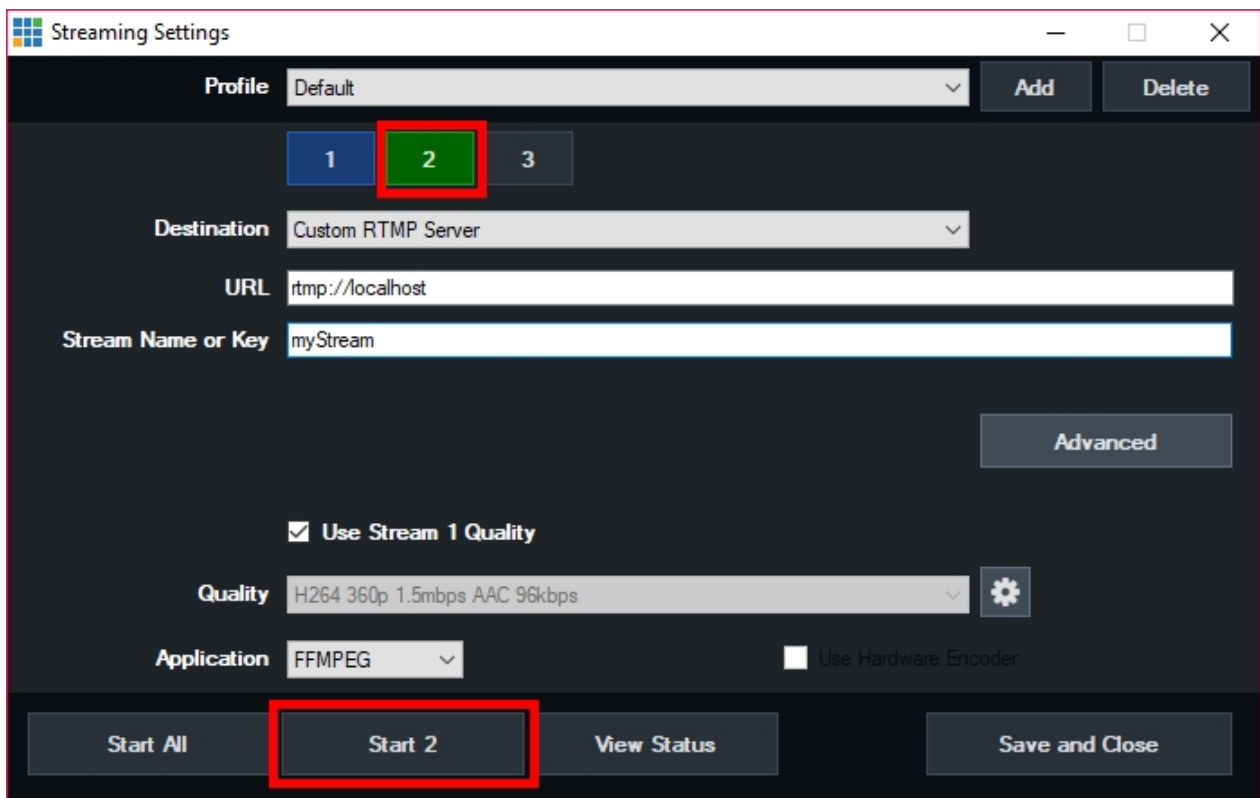 Streaming Settings
Profile Default Add Delete
1 2 3
Destination Custom RTMP Server
URL rtmp://localhost
Stream Name or Key myStream
Advanced
Use Stream 1 Quality
Quality H264 360p 1.5mbps AAC 96kbps
Application FFMPEG Use Hardware Encoder
Start All Start 2 View Status Save and Close